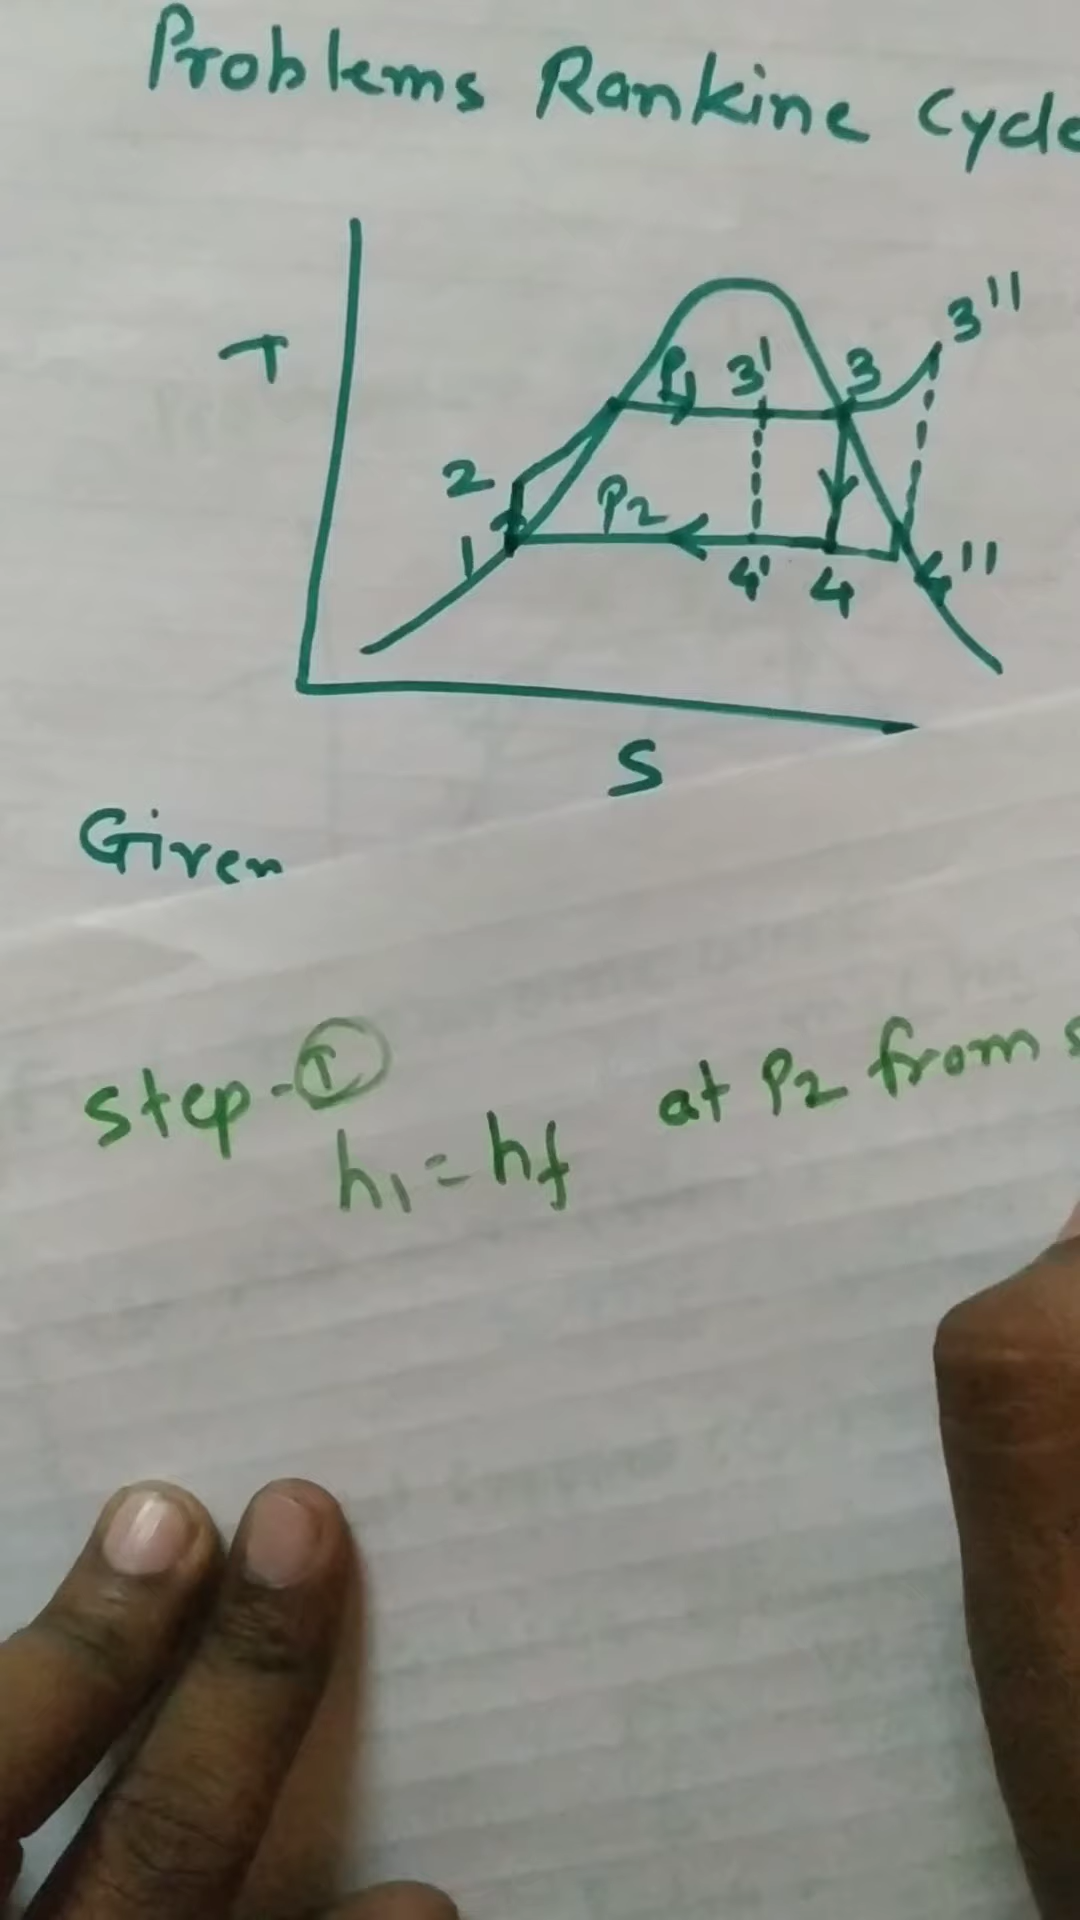 Problems Rankine Cycle
T
3"
P1 3' 3
2
P2
1
4' 4 4"
S
Given
step-①
at P2 from
h1 = hf